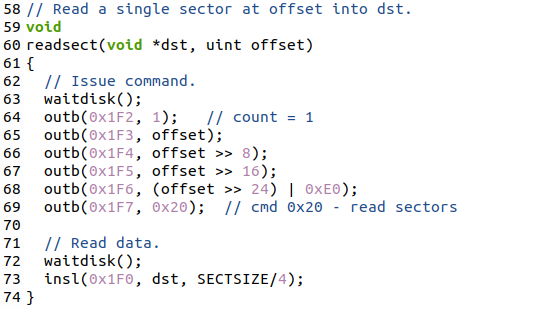 58 // Read a single sector at offset into dst.
59 void
60 readsect(void *dst, uint offset)
61 {
62   // Issue command.
63   waitdisk();
64   outb(0x1F2, 1);   // count = 1
65   outb(0x1F3, offset);
66   outb(0x1F4, offset >> 8);
67   outb(0x1F5, offset >> 16);
68   outb(0x1F6, (offset >> 24) | 0xE0);
69   outb(0x1F7, 0x20);  // cmd 0x20 - read sectors
70
71   // Read data.
72   waitdisk();
73   insl(0x1F0, dst, SECTSIZE/4);
74 }